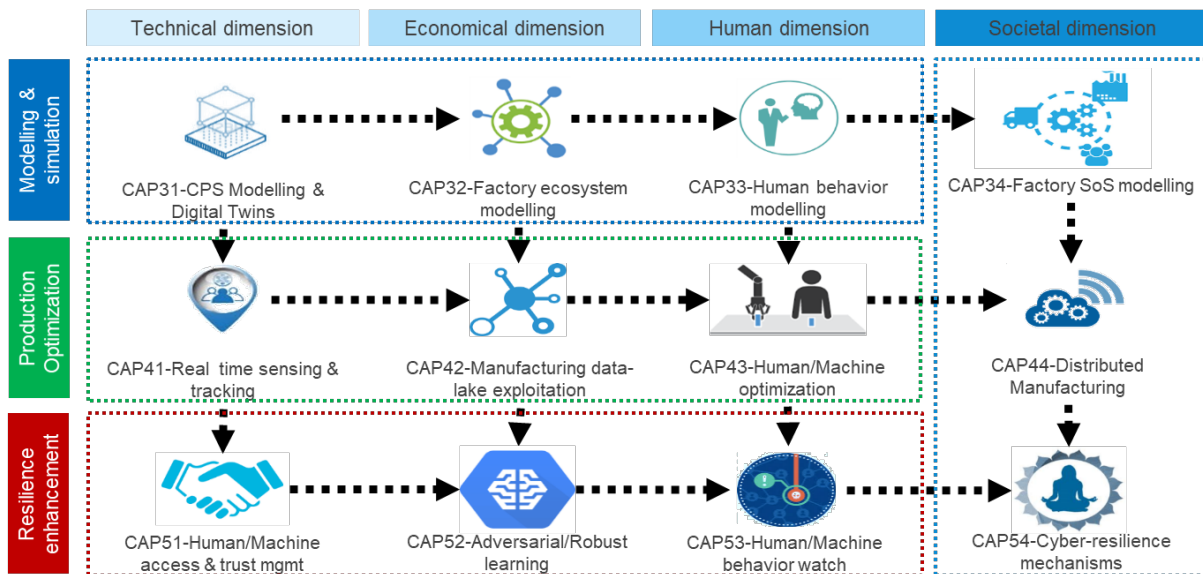 Technical dimension
Economical dimension
Human dimension
Societal dimension
Modelling &
simulation
CAP31-CPS Modelling &
Digital Twins
CAP32-Factory ecosystem
modelling
CAP33-Human behavior
modelling
CAP34-Factory SoS modelling
Production
Optimization
CAP41-Real time sensing &
tracking
CAP42-Manufacturing data-
lake exploitation
CAP43-Human/Machine
optimization
CAP44-Distributed
Manufacturing
Resilience
enhancement
CAP51-Human/Machine
access & trust mgmt
CAP52-Adversarial/Robust
learning
CAP53-Human/Machine
behavior watch
CAP54-Cyber-resilience
mechanisms